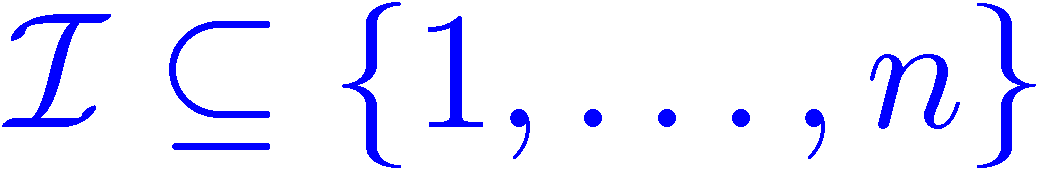 ℐ ⊆ {1, . . . , n}